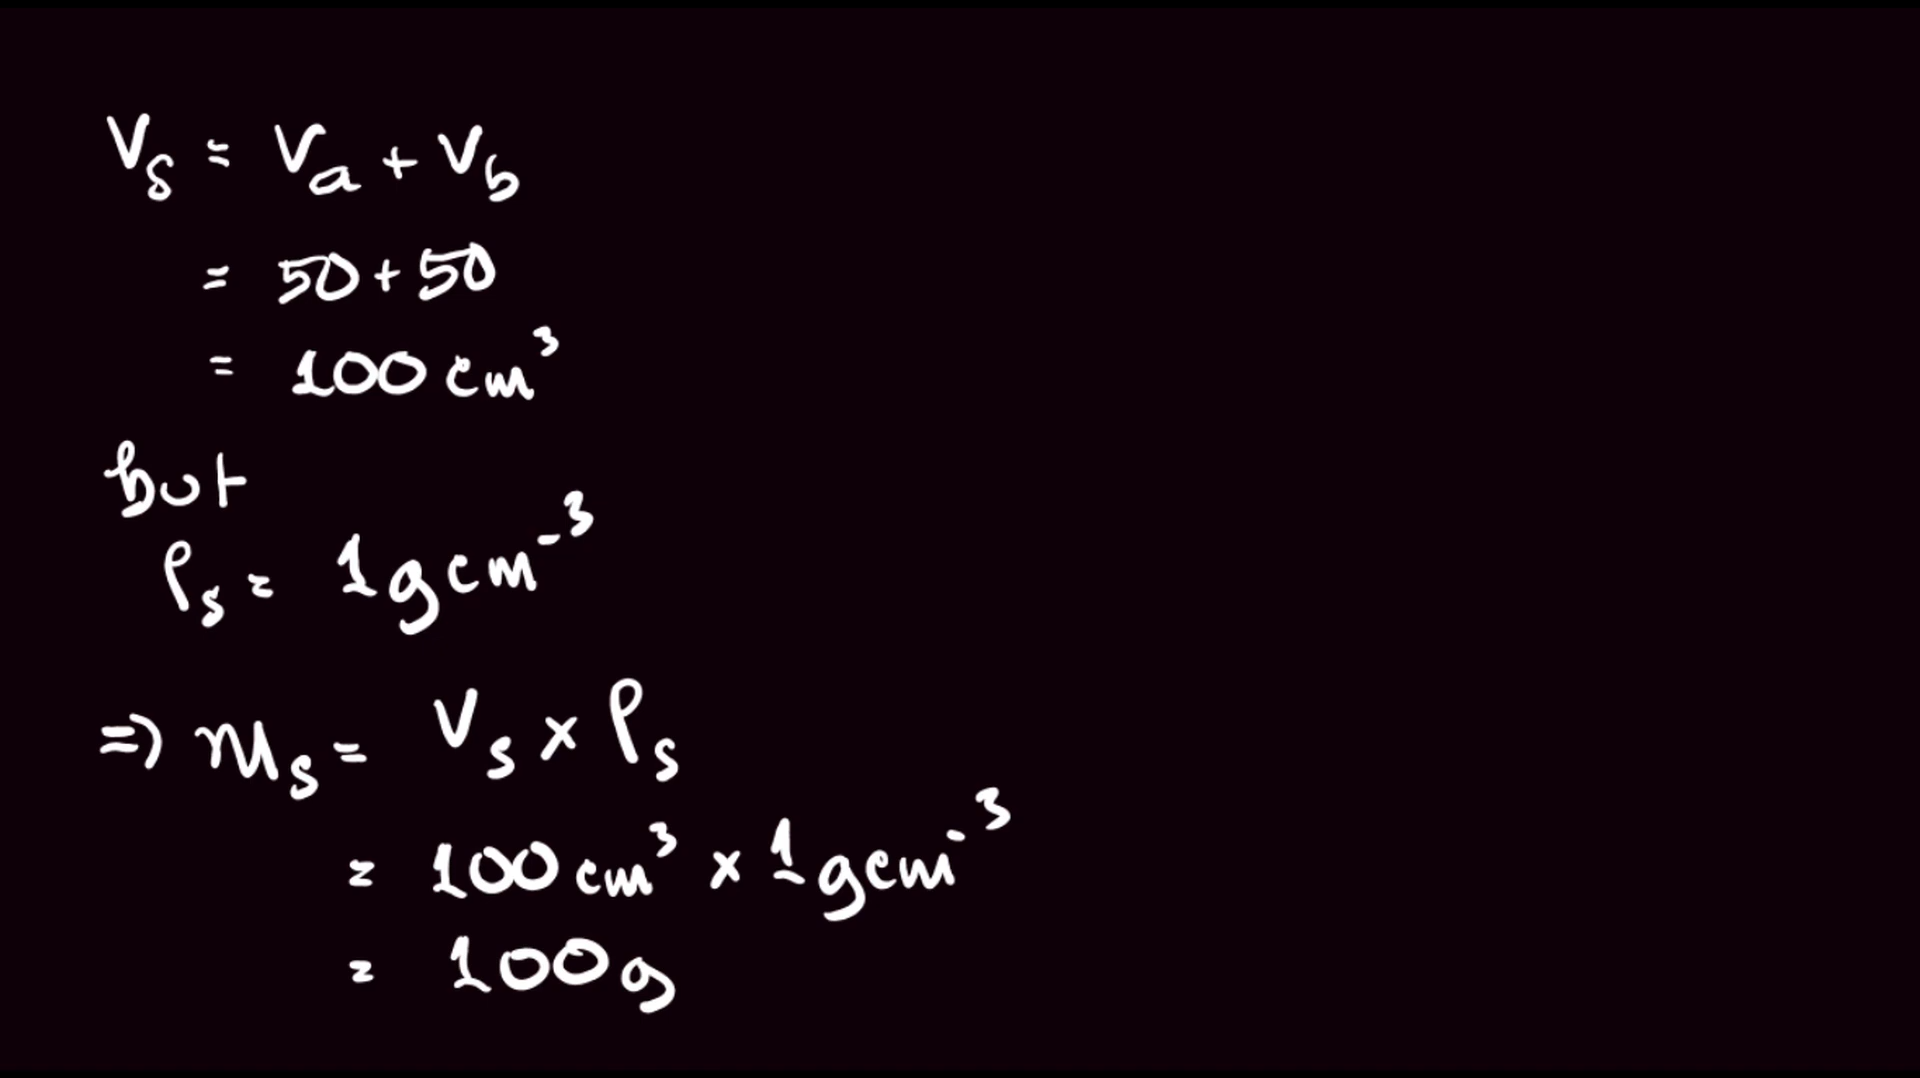 Vs = Va + Vb
= 50 + 50
= 100 cm³
but
ρs = 1 g cm⁻³
⇒ ms = Vs × ρs
= 100 cm³ × 1 g cm⁻³
= 100 g